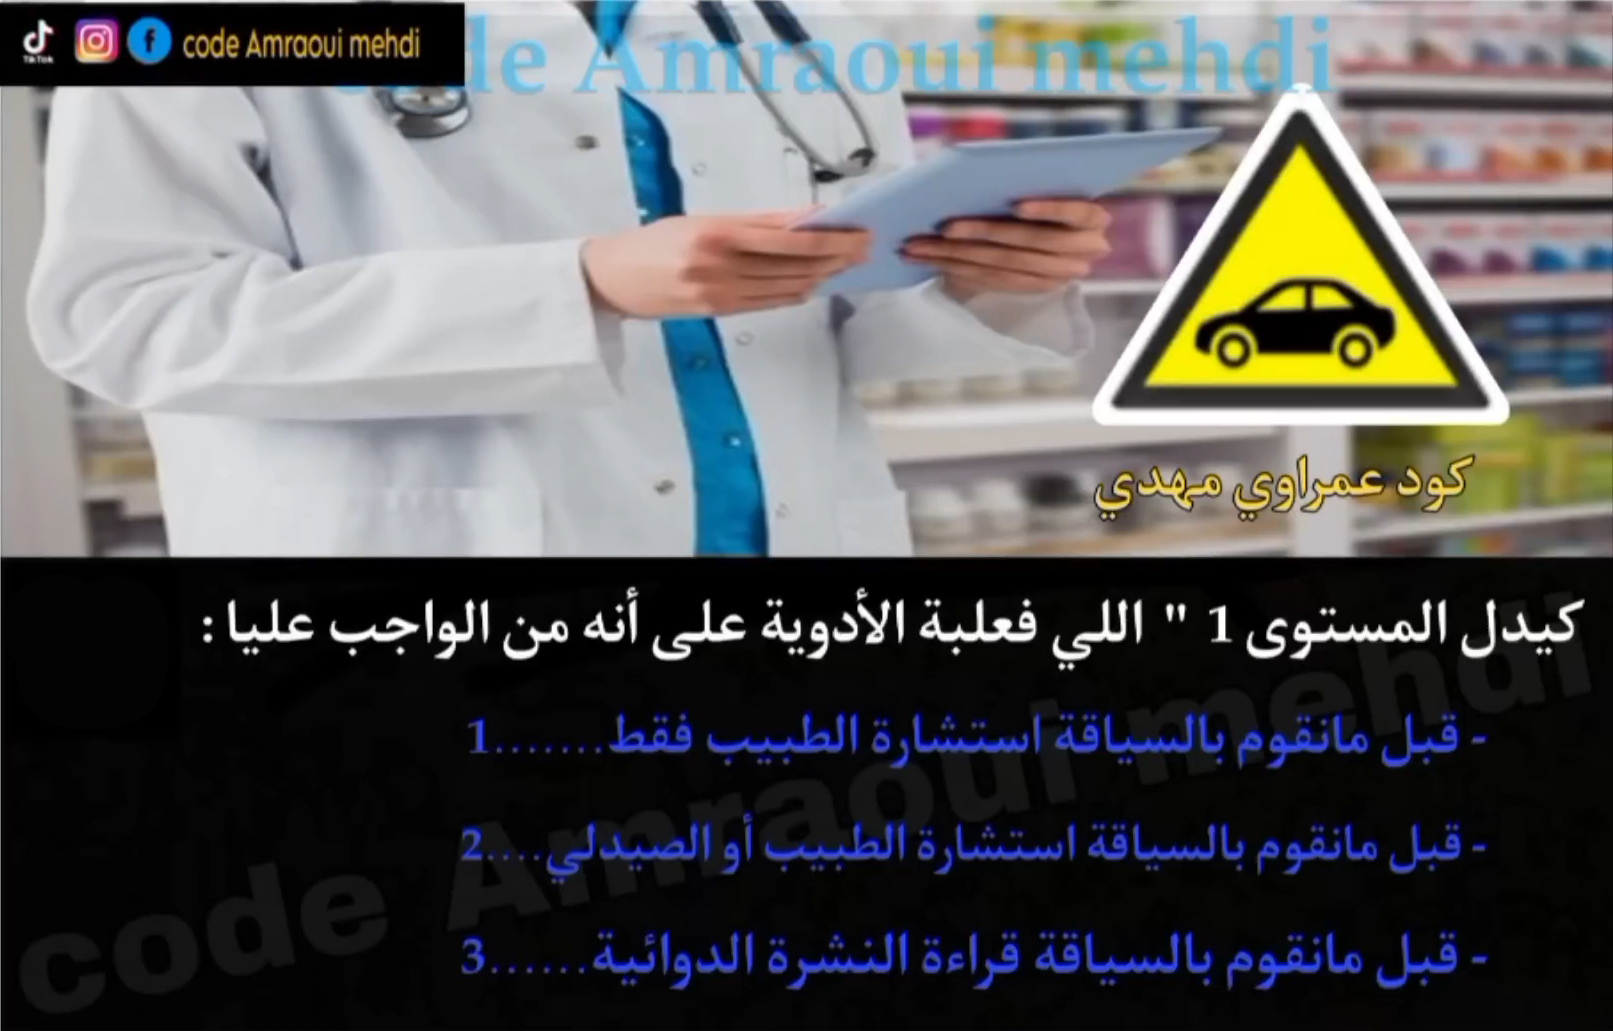 TikTok
code Amraoui mehdi
code Amraoui mehdi
كود عمراوي مهدي
كيدل المستوى 1 " اللي فعلبة الأدوية على أنه من الواجب عليا :
- قبل مانقوم بالسياقة استشارة الطبيب فقط.......1
- قبل مانقوم بالسياقة استشارة الطبيب أو الصيدلي....2
- قبل مانقوم بالسياقة قراءة النشرة الدوائية......3
code Amraoui mehdi